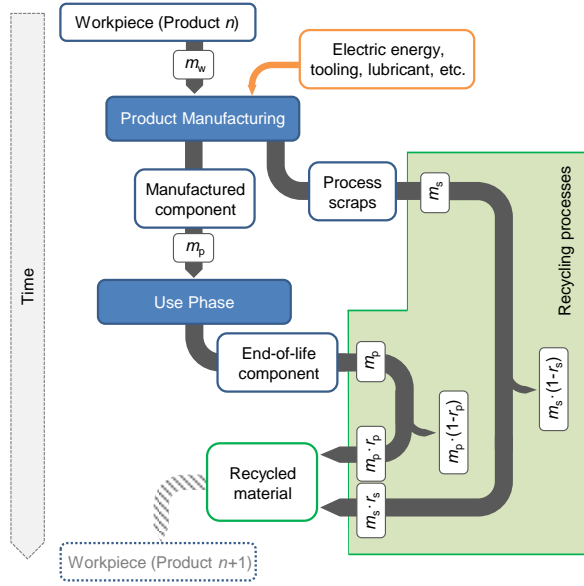 Workpiece (Product n)
m_w
Electric energy,
tooling, lubricant, etc.
Product Manufacturing
Manufactured
component
Process
scraps
m_s
Recycling processes
m_p
Time
Use Phase
End-of-life
component
m_p
m_s·(1-r_s)
m_p·(1-r_p)
m_p·r_p
Recycled
material
m_s·r_s
Workpiece (Product n+1)